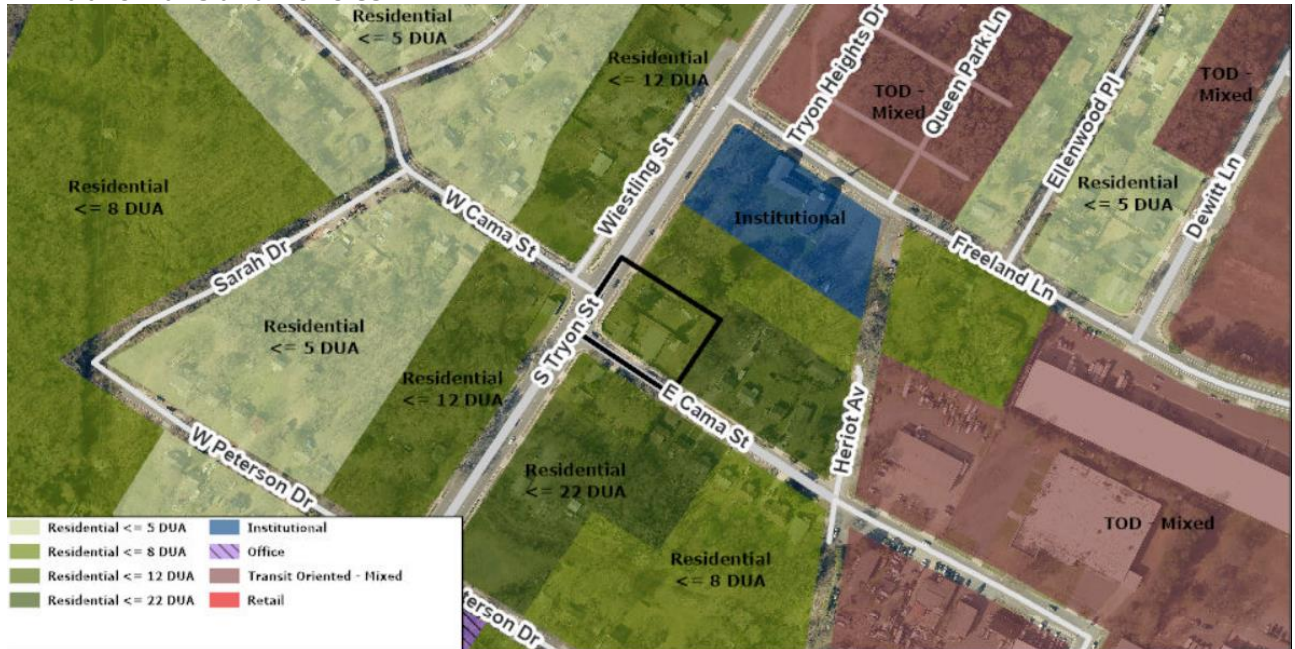 Residential
<= 5 DUA
Residential
<= 12 DUA
Tryon Heights Dr
Queen Park Ln
TOD -
Mixed
Ellenwood Pl
TOD -
Mixed
Dewitt Ln
Residential
<= 8 DUA
W Cama St
Wiestling St
Institutional
Residential
<= 5 DUA
Freeland Ln
Sarah Dr
S Tryon St
Residential
<= 5 DUA
Residential
<= 12 DUA
E Cama St
Heriot Av
W Peterson Dr
Residential
<= 22 DUA
TOD - Mixed
Residential
<= 8 DUA
terson Dr
Residential <= 5 DUA
Residential <= 8 DUA
Residential <= 12 DUA
Residential <= 22 DUA
Institutional
Office
Transit Oriented - Mixed
Retail